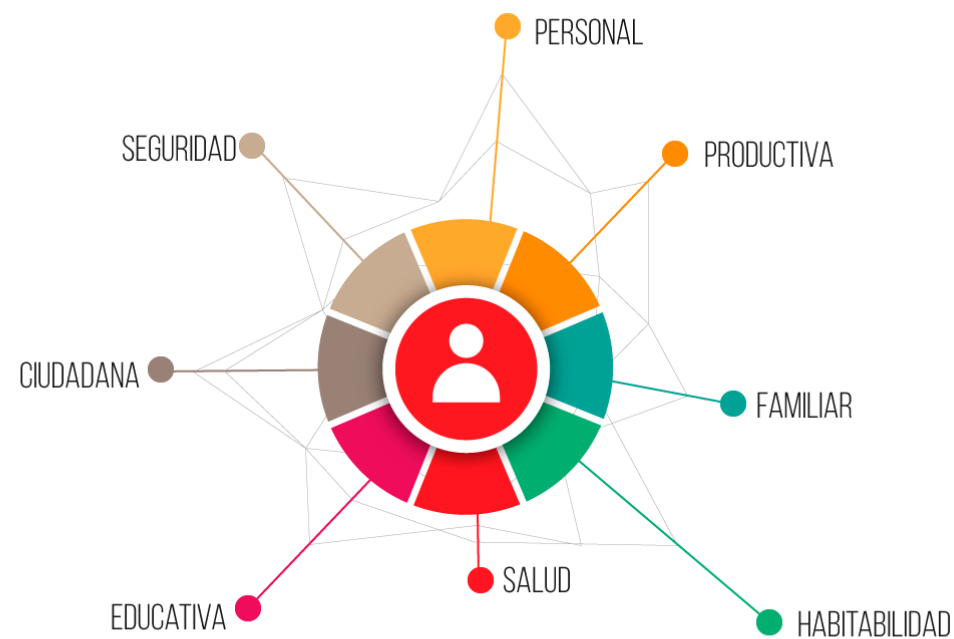 PERSONAL
SEGURIDAD
PRODUCTIVA
CIUDADANA
FAMILIAR
SALUD
EDUCATIVA
HABITABILIDAD